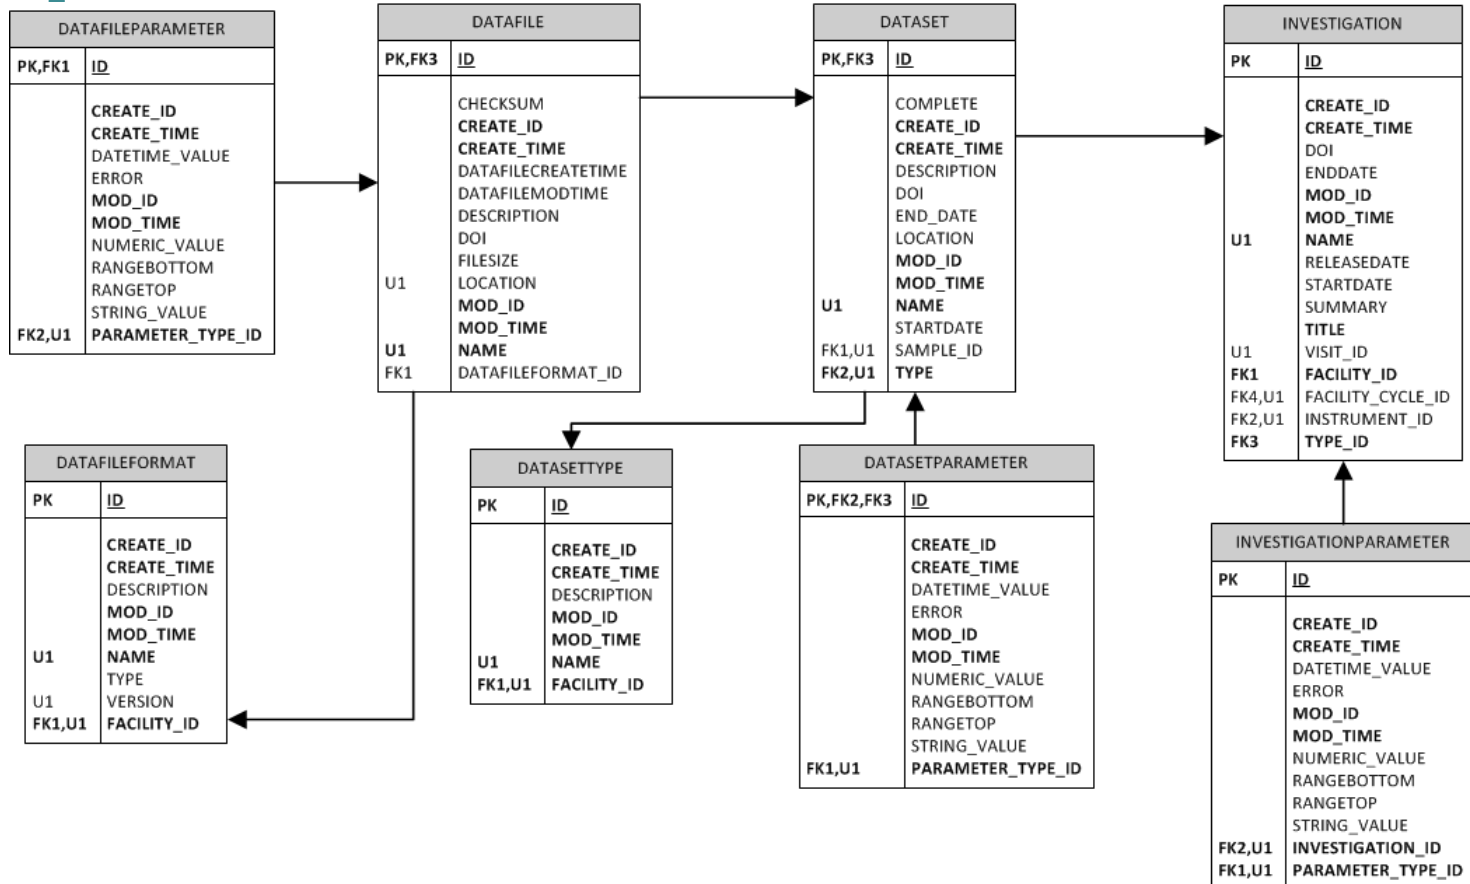 DATAFILEPARAMETER
PK,FK1 ID
CREATE_ID
CREATE_TIME
DATETIME_VALUE
ERROR
MOD_ID
MOD_TIME
NUMERIC_VALUE
RANGEBOTTOM
RANGETOP
STRING_VALUE
FK2,U1 PARAMETER_TYPE_ID
DATAFILE
PK,FK3 ID
CHECKSUM
CREATE_ID
CREATE_TIME
DATAFILECREATETIME
DATAFILEMODTIME
DESCRIPTION
DOI
FILESIZE
U1 LOCATION
MOD_ID
MOD_TIME
U1 NAME
FK1 DATAFILEFORMAT_ID
DATASET
PK,FK3 ID
COMPLETE
CREATE_ID
CREATE_TIME
DESCRIPTION
DOI
END_DATE
LOCATION
MOD_ID
MOD_TIME
U1 NAME
STARTDATE
FK1,U1 SAMPLE_ID
FK2,U1 TYPE
INVESTIGATION
PK ID
CREATE_ID
CREATE_TIME
DOI
ENDDATE
MOD_ID
MOD_TIME
U1 NAME
RELEASEDATE
STARTDATE
SUMMARY
TITLE
U1 VISIT_ID
FK1 FACILITY_ID
FK4,U1 FACILITY_CYCLE_ID
FK2,U1 INSTRUMENT_ID
FK3 TYPE_ID
DATAFILEFORMAT
PK ID
CREATE_ID
CREATE_TIME
DESCRIPTION
MOD_ID
MOD_TIME
U1 NAME
TYPE
U1 VERSION
FK1,U1 FACILITY_ID
DATASETTYPE
PK ID
CREATE_ID
CREATE_TIME
DESCRIPTION
MOD_ID
MOD_TIME
U1 NAME
FK1,U1 FACILITY_ID
DATASETPARAMETER
PK,FK2,FK3 ID
CREATE_ID
CREATE_TIME
DATETIME_VALUE
ERROR
MOD_ID
MOD_TIME
NUMERIC_VALUE
RANGEBOTTOM
RANGETOP
STRING_VALUE
FK1,U1 PARAMETER_TYPE_ID
INVESTIGATIONPARAMETER
PK ID
CREATE_ID
CREATE_TIME
DATETIME_VALUE
ERROR
MOD_ID
MOD_TIME
NUMERIC_VALUE
RANGEBOTTOM
RANGETOP
STRING_VALUE
FK2,U1 INVESTIGATION_ID
FK1,U1 PARAMETER_TYPE_ID